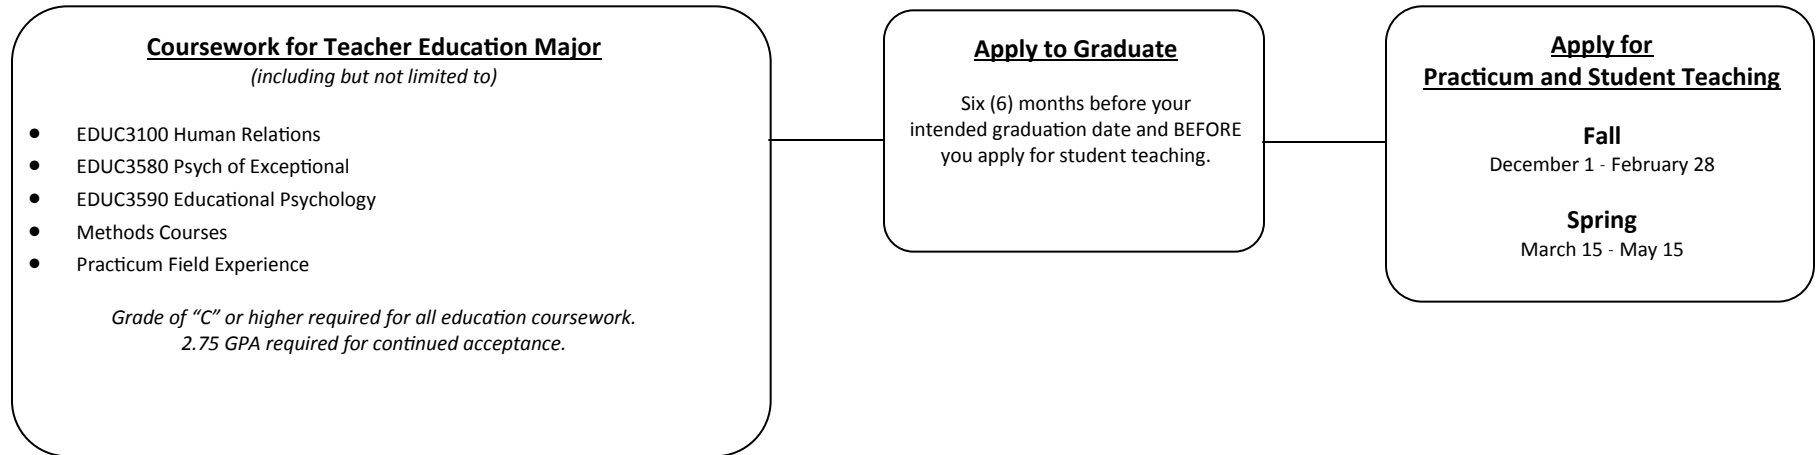 Coursework for Teacher Education Major
(including but not limited to)
• EDUC3100 Human Relations
• EDUC3580 Psych of Exceptional
• EDUC3590 Educational Psychology
• Methods Courses
• Practicum Field Experience
Grade of “C” or higher required for all education coursework.
2.75 GPA required for continued acceptance.
Apply to Graduate
Six (6) months before your
intended graduation date and BEFORE
you apply for student teaching.
Apply for
Practicum and Student Teaching
Fall
December 1 - February 28
Spring
March 15 - May 15